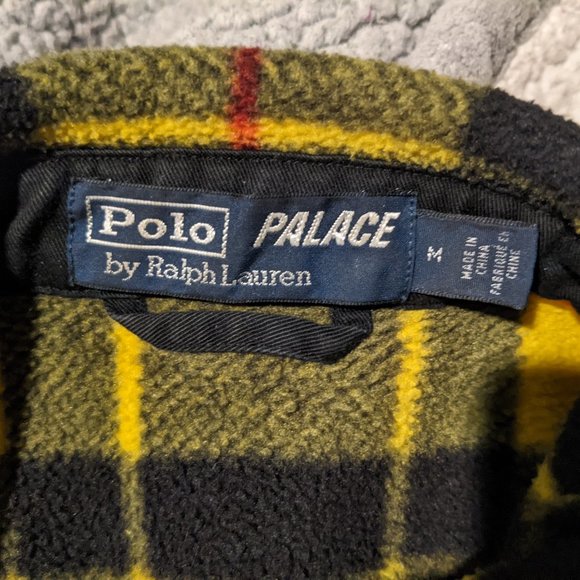 Polo
by Ralph Lauren
PALACE
M
MADE IN
CHINA
FABRIQUÉ EN
CHINE